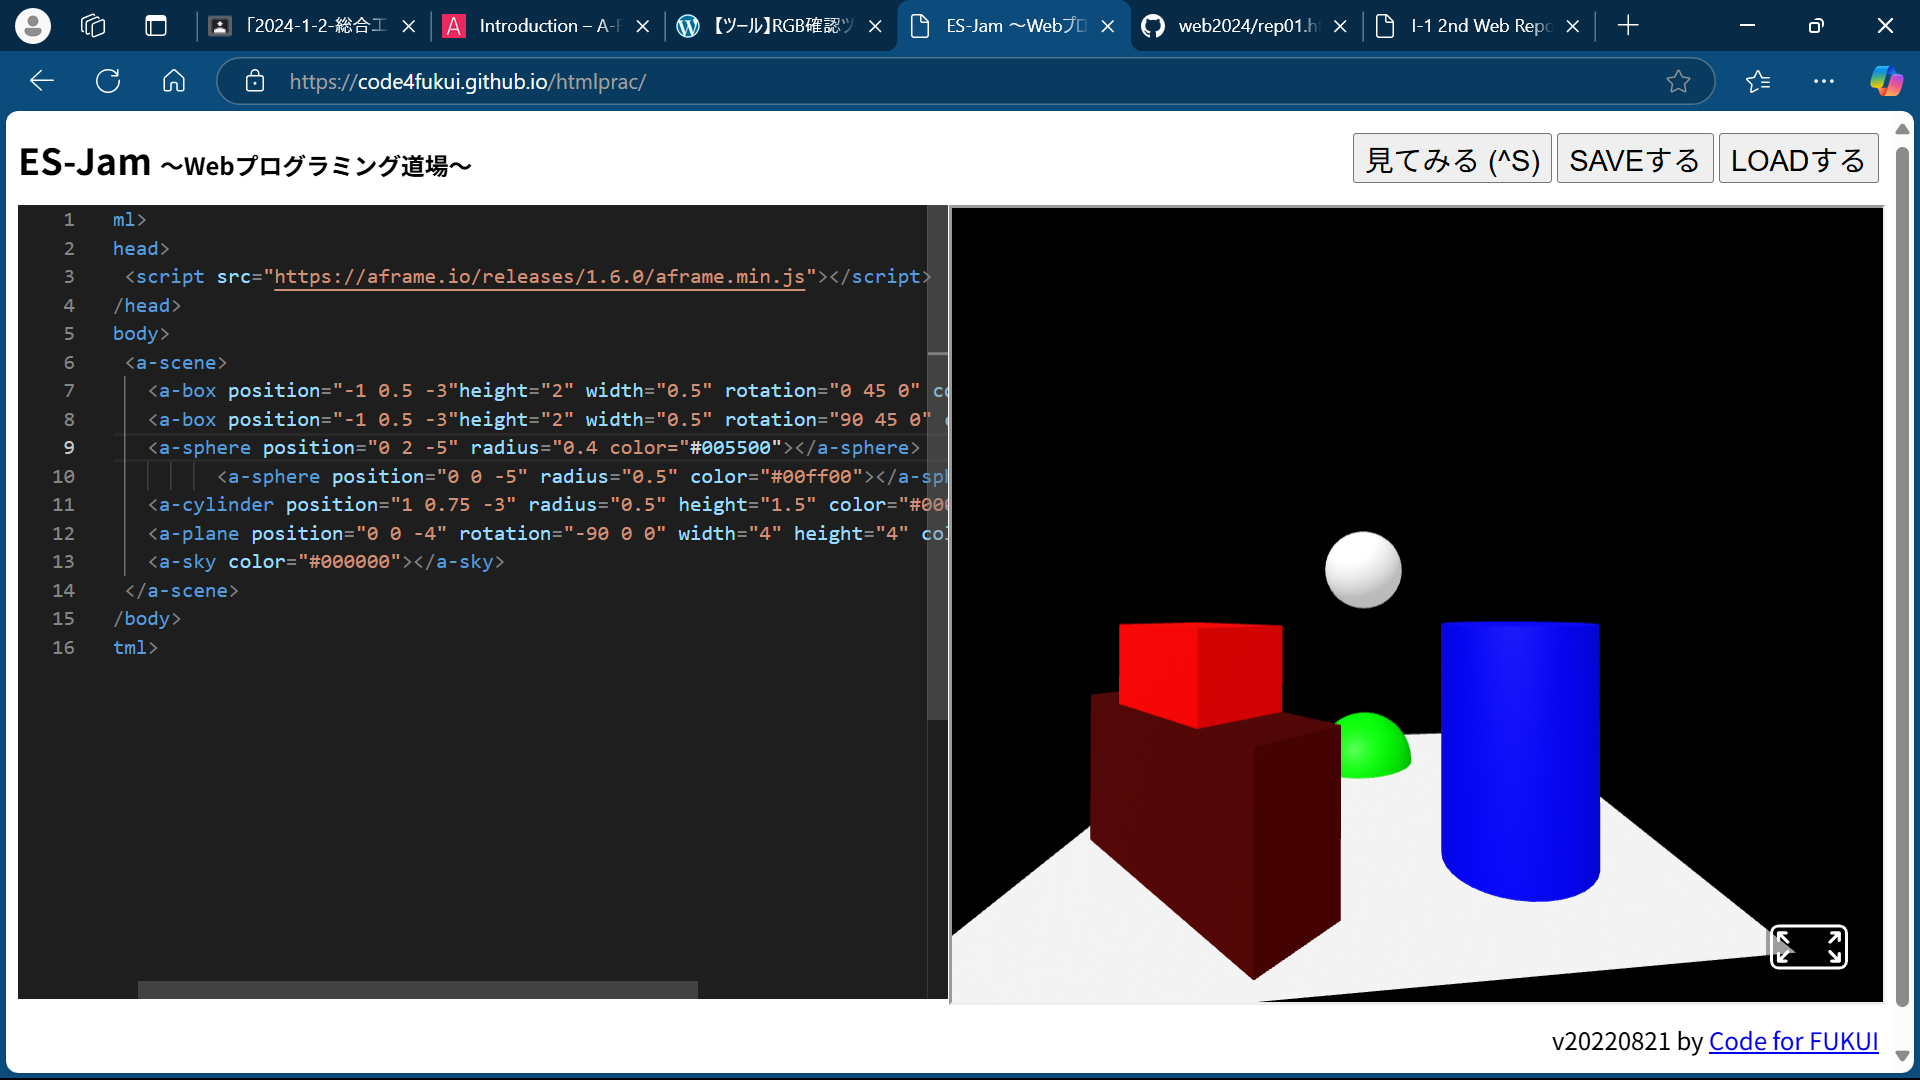 「2024-1-2-総合工
Introduction – A-F
【ツール】RGB確認ツ
ES-Jam ～Webプロ
web2024/rep01.h
I-1 2nd Web Repo
https://code4fukui.github.io/htmlprac/
ES-Jam ～Webプログラミング道場～
見てみる (^S)
SAVEする
LOADする
1 ml>
2 head>
3 <script src="https://aframe.io/releases/1.6.0/aframe.min.js"></script>
4 /head>
5 body>
6 <a-scene>
7 <a-box position="-1 0.5 -3"height="2" width="0.5" rotation="0 45 0" co
8 <a-box position="-1 0.5 -3"height="2" width="0.5" rotation="90 45 0" c
9 <a-sphere position="0 2 -5" radius="0.4 color="#005500"></a-sphere>
10 <a-sphere position="0 0 -5" radius="0.5" color="#00ff00"></a-sph
11 <a-cylinder position="1 0.75 -3" radius="0.5" height="1.5" color="#000
12 <a-plane position="0 0 -4" rotation="-90 0 0" width="4" height="4" col
13 <a-sky color="#000000"></a-sky>
14 </a-scene>
15 /body>
16 tml>
v20220821 by Code for FUKUI